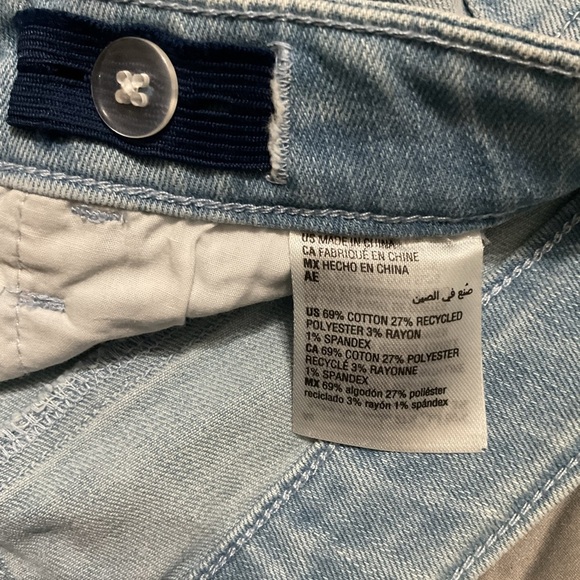 US MADE IN CHINA
CA FABRIQUÉ EN CHINE
MX HECHO EN CHINA
AE
صنع في الصين
US 69% COTTON 27% RECYCLED
POLYESTER 3% RAYON
1% SPANDEX
CA 69% COTON 27% POLYESTER
RECYCLÉ 3% RAYONNE
1% SPANDEX
MX 69% algodón 27% poliéster
reciclado 3% rayón 1% spándex